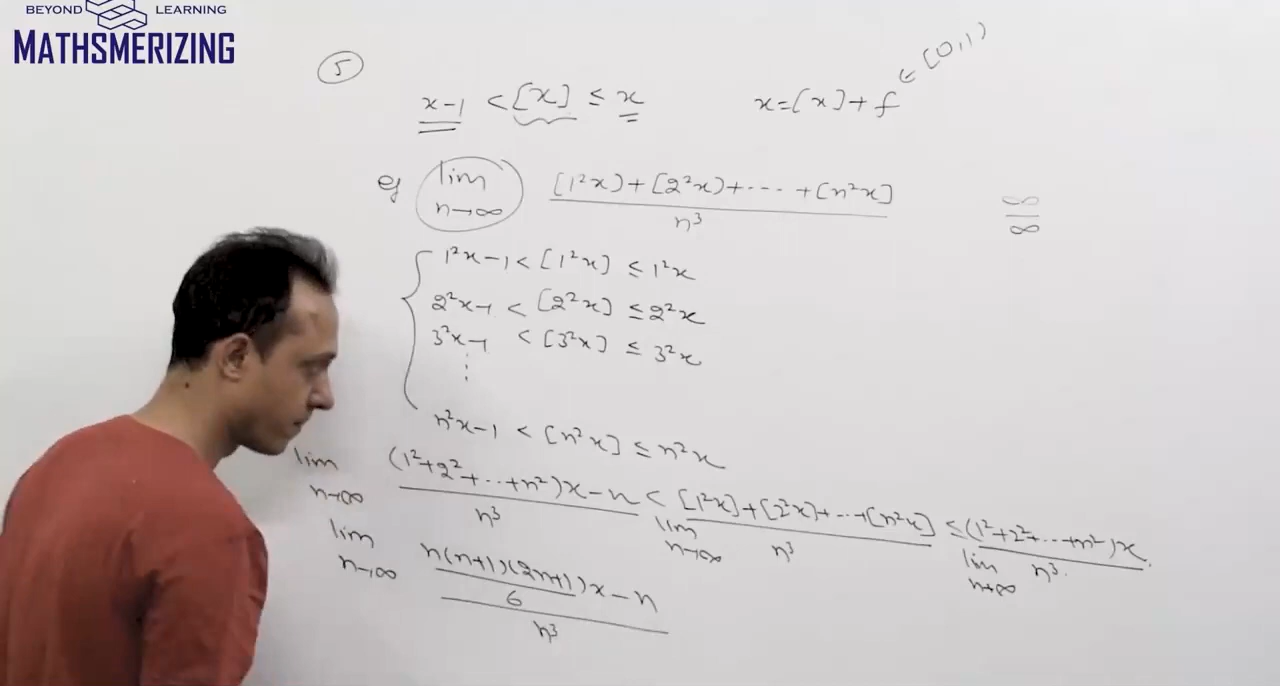 BEYOND LEARNING
MATHSMERIZING
5
x-1 < [x] ≤ x
x=[x]+f ∈ [0,1)
eg lim n→∞ [1²x]+[2²x]+----+[n²x] / n³
∞/∞
1²x-1 < [1²x] ≤ 1²x
2²x-1 < [2²x] ≤ 2²x
3²x-1 < [3²x] ≤ 3²x
⋮
n²x-1 < [n²x] ≤ n²x
lim n→∞ (1²+2²+..+n²)x-n / n³ < lim n→∞ [1²x]+[2²x]+..+[n²x] / n³ ≤ lim n→∞ (1²+2²+..+n²)x / n³.
lim n→∞ (n(n+1)(2n+1)x / 6 - n) / n³